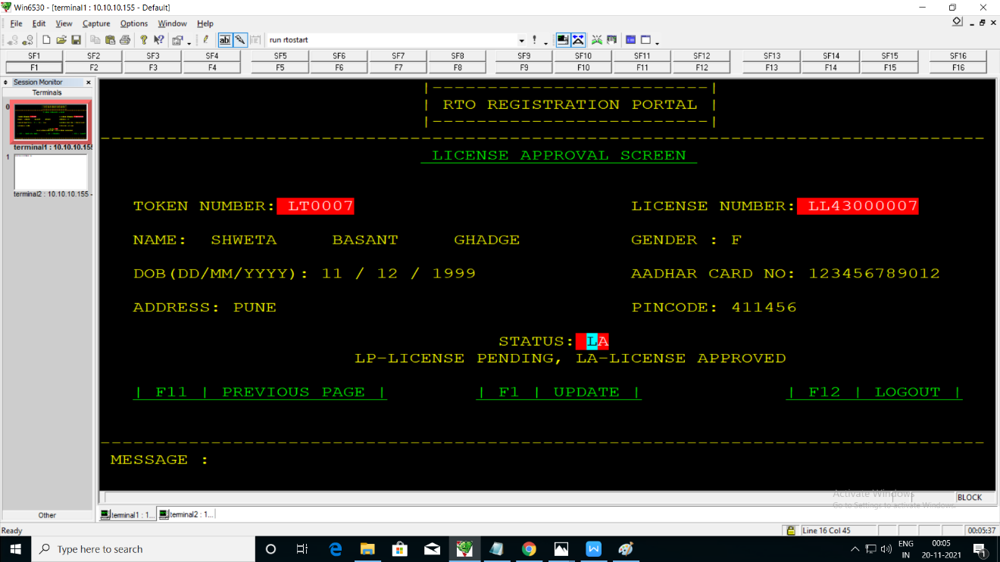 Win6530 - [terminal1 : 10.10.10.155 - Default]
File Edit View Capture Options Window Help
ab run rtostart
SF1 SF2 SF3 SF4 SF5 SF6 SF7 SF8 SF9 SF10 SF11 SF12 SF13 SF14 SF15 SF16
F1 F2 F3 F4 F5 F6 F7 F8 F9 F10 F11 F12 F13 F14 F15 F16
Session Monitor
Terminals
0
terminal1 : 10.10.10.155
1
terminal2 : 10.10.10.155 -
Other
|-------------------------|
| RTO REGISTRATION PORTAL |
|-------------------------|
--------------------------------------------------------------------------------
LICENSE APPROVAL SCREEN
TOKEN NUMBER: LT0007 LICENSE NUMBER: LL43000007
NAME: SHWETA BASANT GHADGE GENDER : F
DOB(DD/MM/YYYY): 11 / 12 / 1999 AADHAR CARD NO: 123456789012
ADDRESS: PUNE PINCODE: 411456
STATUS: LA
LP-LICENSE PENDING, LA-LICENSE APPROVED
| F11 | PREVIOUS PAGE | | F1 | UPDATE | | F12 | LOGOUT |
--------------------------------------------------------------------------------
MESSAGE :
Activate Windows
Go to Settings to activate Windows.
BLOCK
terminal1 : 1... terminal2 : 1...
Ready Line 16 Col 45 00:05:37
Type here to search
ENG
IN
00:05
20-11-2021
1